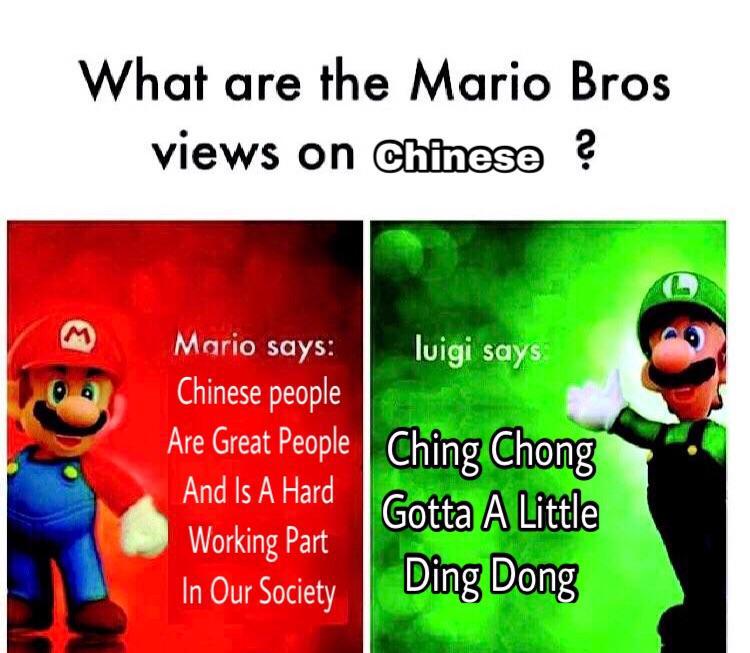 What are the Mario Bros
views on Chinese ?
M
Mario says:
Chinese people
Are Great People
And Is A Hard
Working Part
In Our Society
L
luigi says:
Ching Chong
Gotta A Little
Ding Dong